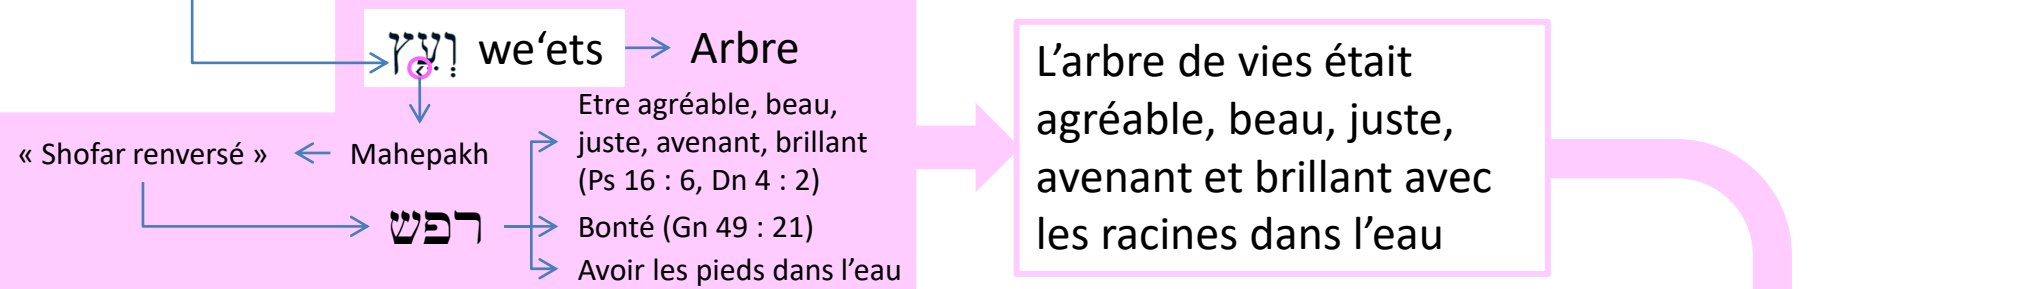 וְעֵ֤ץ we‘ets → Arbre
Etre agréable, beau,
juste, avenant, brillant
(Ps 16 : 6, Dn 4 : 2)
« Shofar renversé » ← Mahepakh
רפש
Bonté (Gn 49 : 21)
Avoir les pieds dans l’eau
L’arbre de vies était
agréable, beau, juste,
avenant et brillant avec
les racines dans l’eau